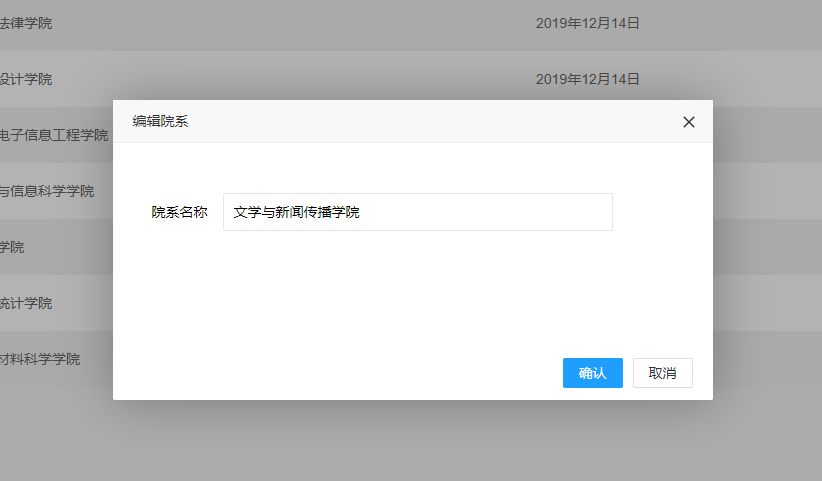 法律学院 2019年12月14日
设计学院 2019年12月14日
编辑院系
电子信息工程学院
与信息科学学院
院系名称 文学与新闻传播学院
学院
统计学院
材料科学学院
确认 取消